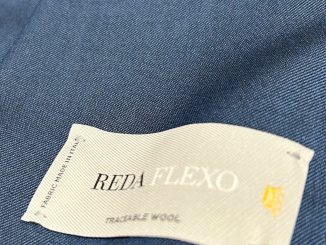 FABRIC MADE IN ITALY
REDA FLEXO
TRACEABLE WOOL